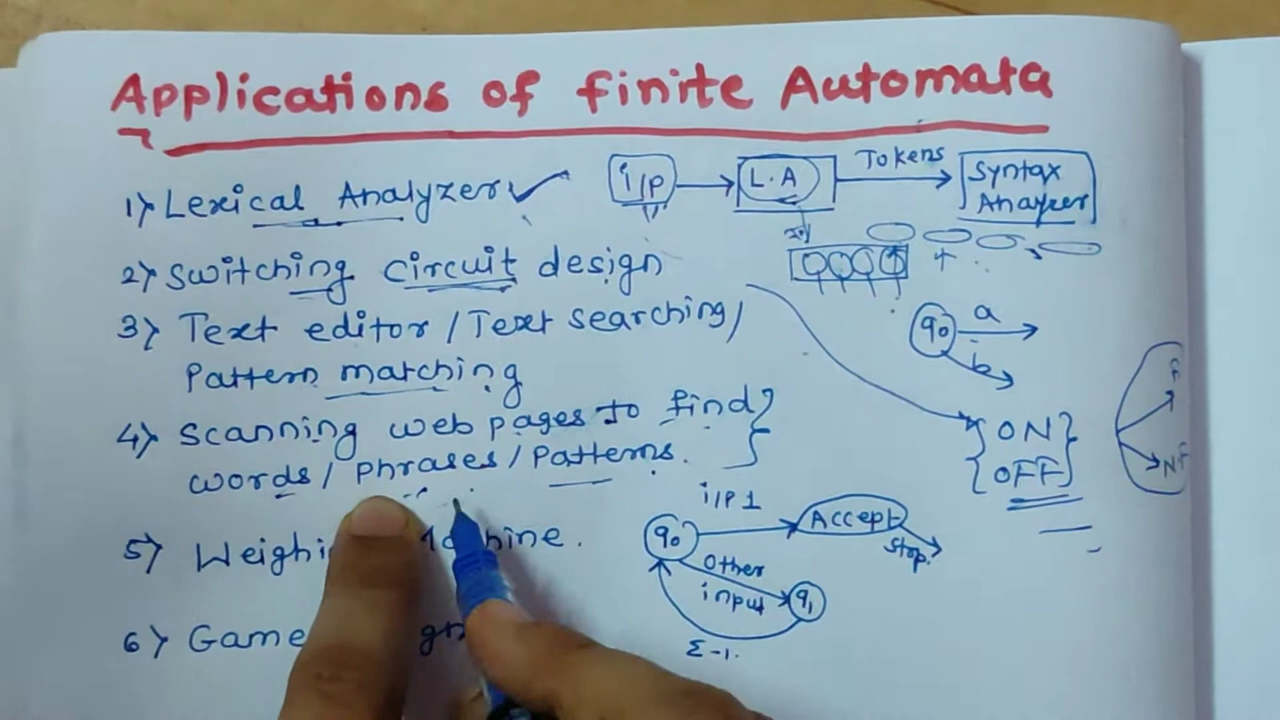 Applications of finite Automata
1) Lexical Analyzer
i/p L.A Tokens Syntax
Analyzer
2) Switching circuit design
3) Text editor / Text searching /
Pattern matching
q0 a
b
4) Scanning web pages to find
words / phrases / Patterns.
ON
OFF
F
NF
5) Weighi hine.
i/p 1
q0 Accept
Stop.
Other
input q1
Σ-1.
6) Game gn